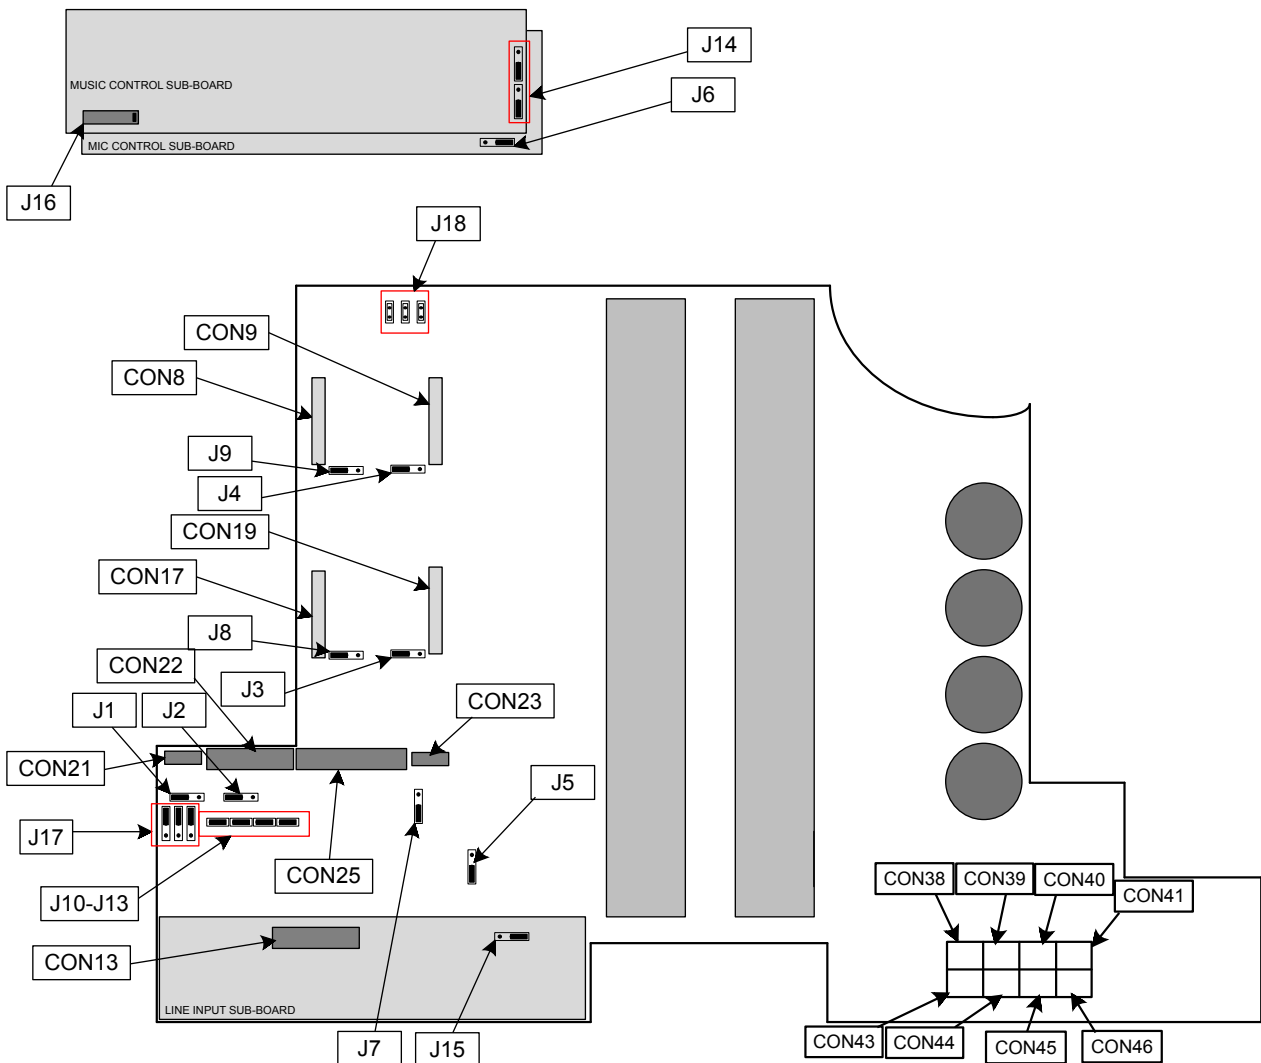 J14
MUSIC CONTROL SUB-BOARD
J6
MIC CONTROL SUB-BOARD
J16
J18
CON9
CON8
J9
J4
CON19
CON17
J8
CON22
J3
CON23
J1
J2
CON21
J5
J17
CON25
J10-J13
CON38
CON39
CON40
CON41
CON13
LINE INPUT SUB-BOARD
J7
J15
CON43
CON44
CON45
CON46